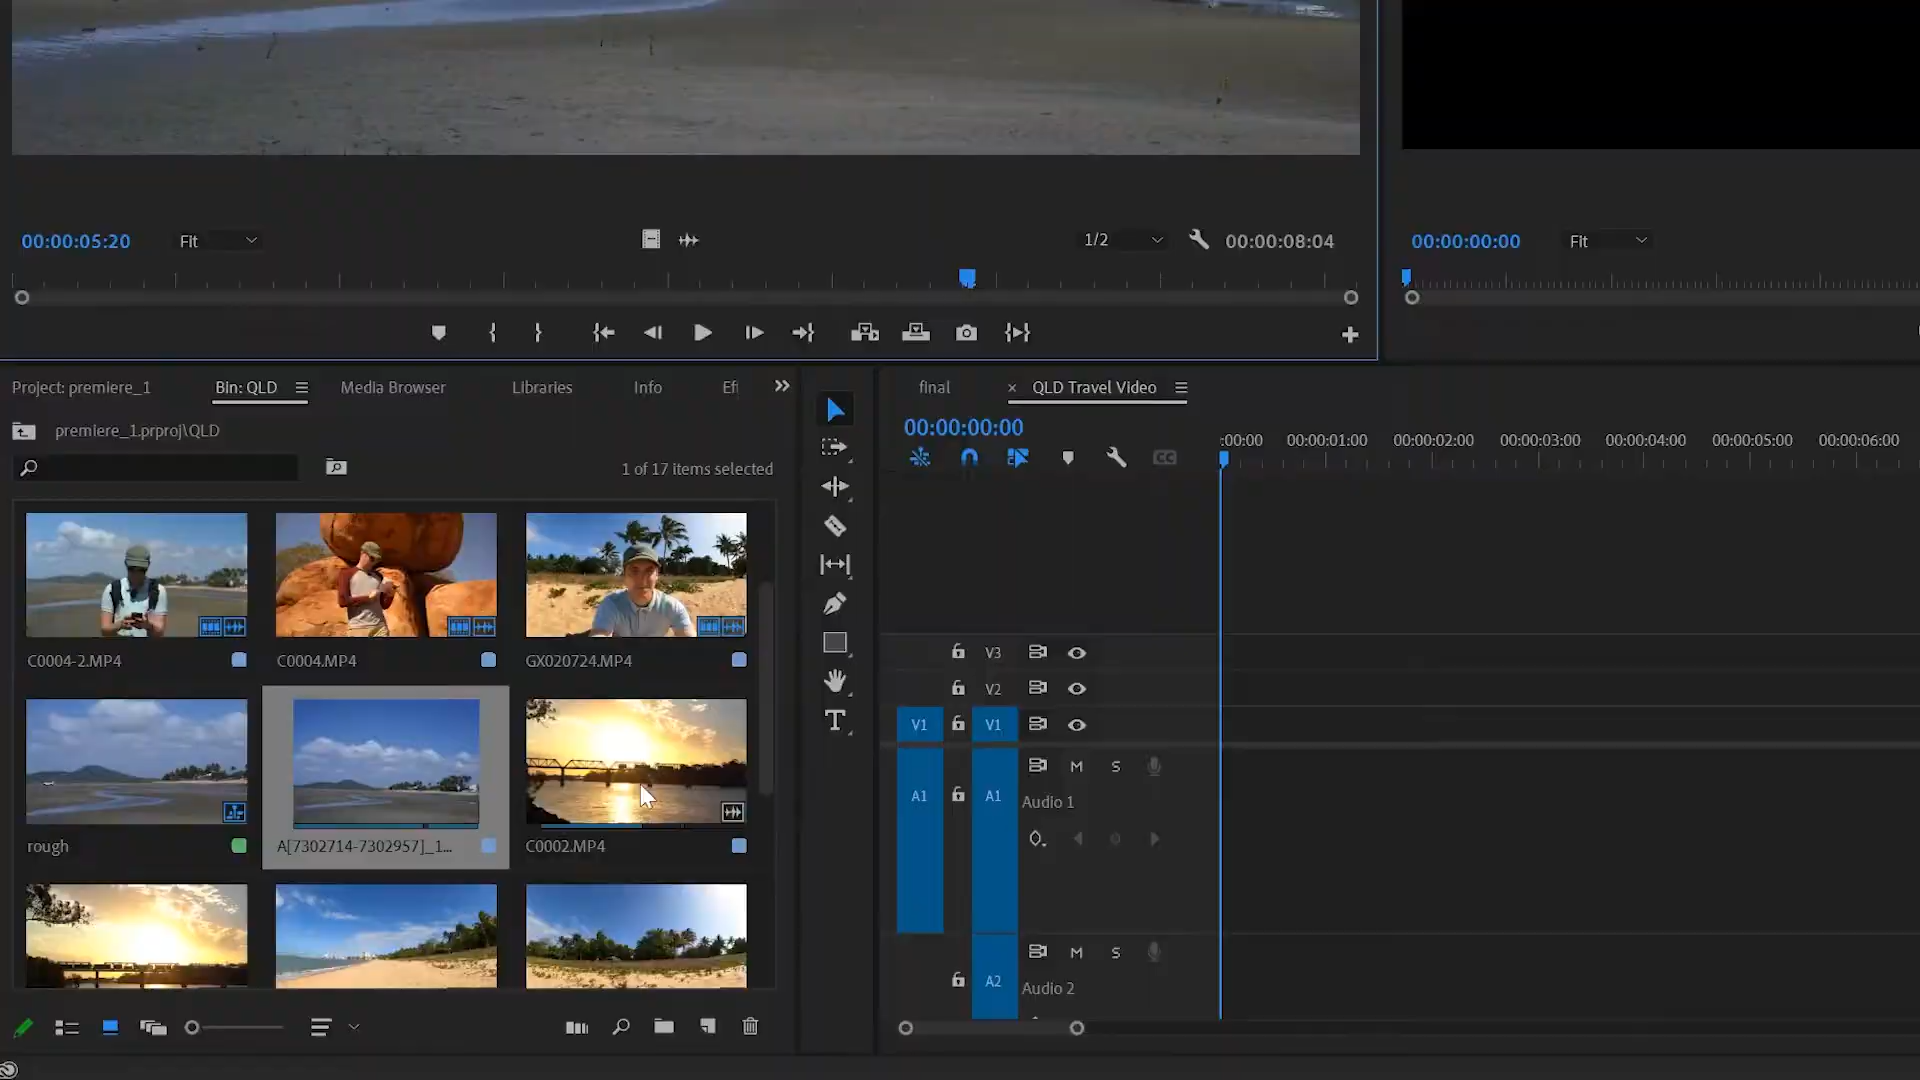 00:00:05:20 Fit 1/2 00:00:08:04
00:00:00:00 Fit
Project: premiere_1 Bin: QLD Media Browser Libraries Info
premiere_1.prproj\QLD
1 of 17 items selected
C0004-2.MP4 C0004.MP4 GX020724.MP4
rough A[7302714-7302957]_1... C0002.MP4
T
final × QLD Travel Video
00:00:00:00
:00:00 00:00:01:00 00:00:02:00 00:00:03:00 00:00:04:00 00:00:05:00 00:00:06:00
CC
V3
V2
V1 V1
A1 A1 M S
Audio 1
A2 M S
Audio 2